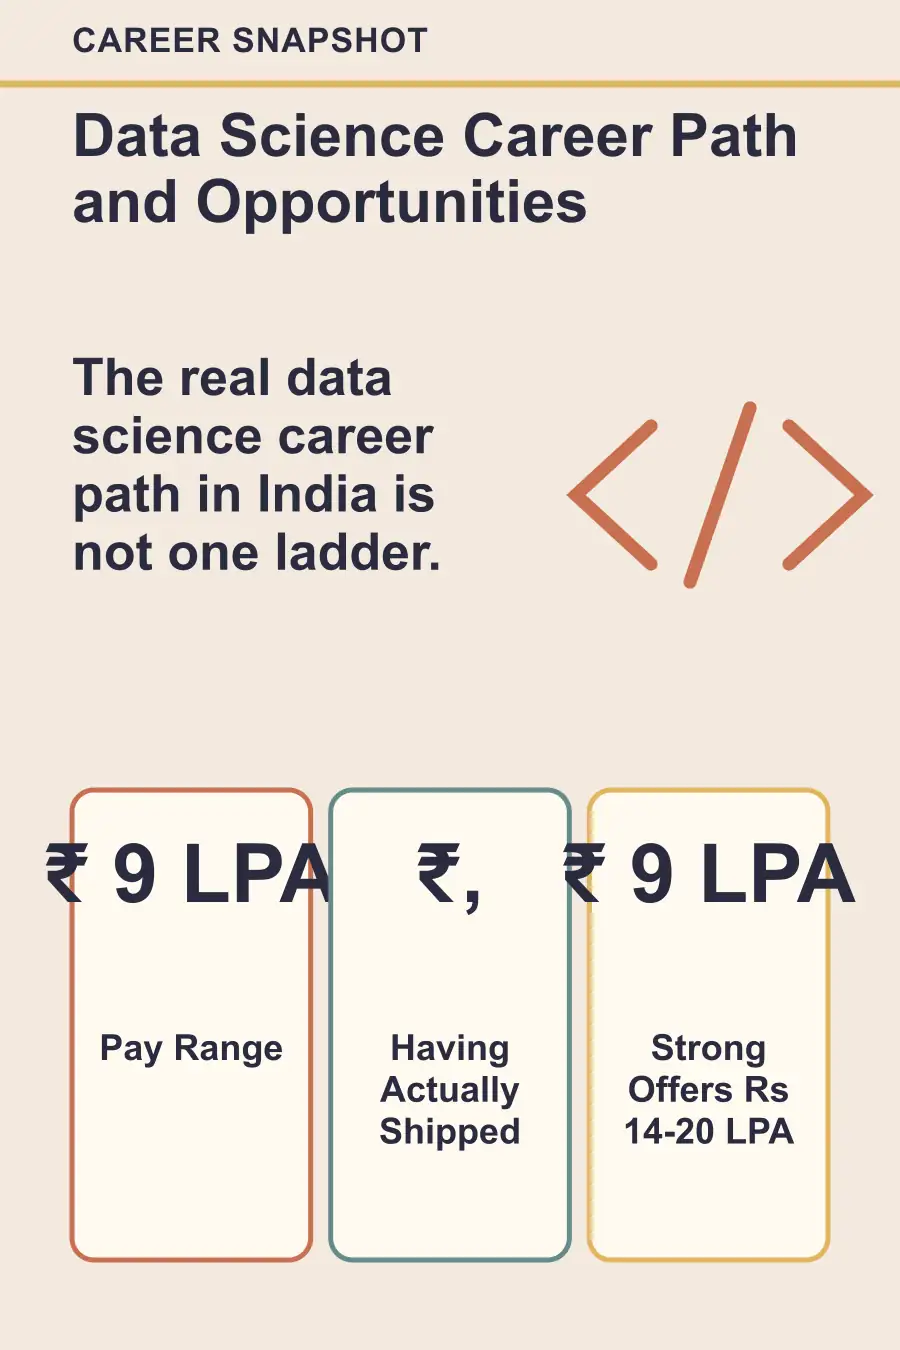 CAREER SNAPSHOT
Data Science Career Path
and Opportunities
The real data
science career
path in India is
not one ladder.
₹ 9 LPA
Pay Range
₹,
Having
Actually
Shipped
₹ 9 LPA
Strong
Offers Rs
14-20 LPA